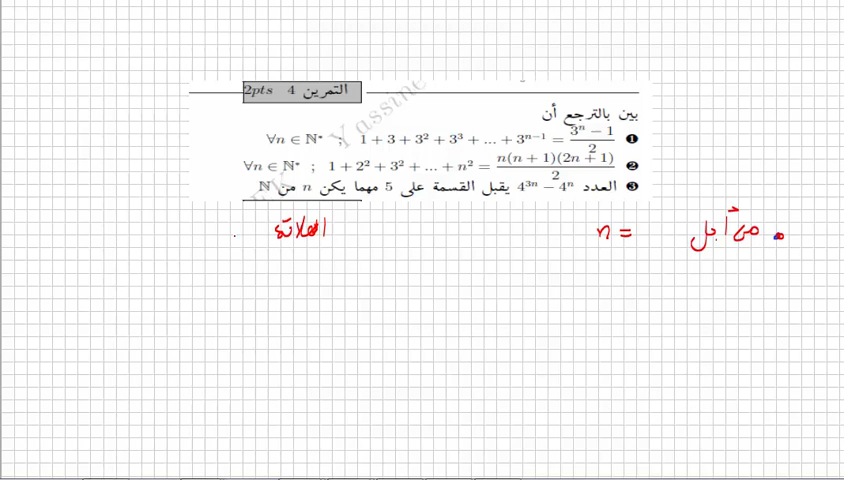 التمرين 4 2pts
بين بالترجع أن
❶ ∀n ∈ ℕ* ; 1 + 3 + 3² + 3³ + ... + 3ⁿ⁻¹ = (3ⁿ − 1)/2
❷ ∀n ∈ ℕ* ; 1 + 2² + 3² + ... + n² = n(n + 1)(2n + 1)/2
❸ العدد 4³ⁿ − 4ⁿ يقبل القسمة على 5 مهما يكن n من ℕ
من أجل n =
Yassine